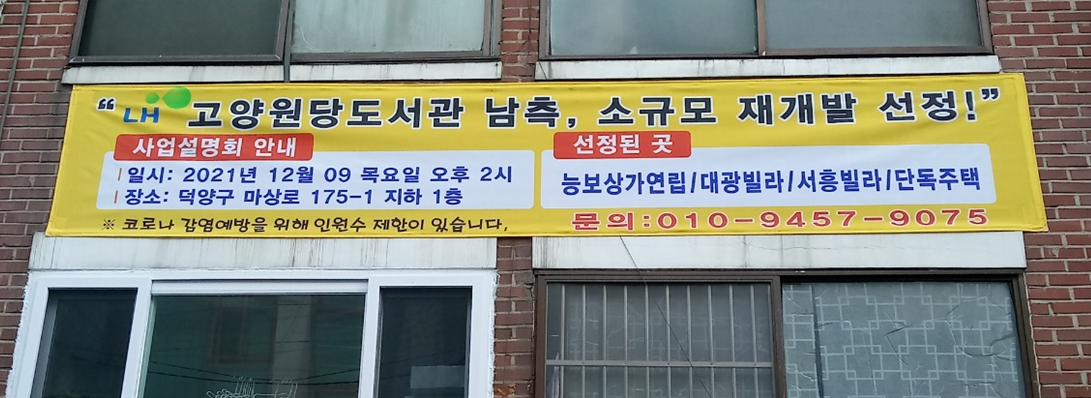 “LH 고양원당도서관 남측, 소규모 재개발 선정!”
사업설명회 안내
일시: 2021년 12월 09 목요일 오후 2시
장소: 덕양구 마상로 175-1 지하 1층
※ 코로나 감염예방을 위해 인원수 제한이 있습니다.
선정된 곳
능보상가연립/대광빌라/서흥빌라/단독주택
문의:010-9457-9075